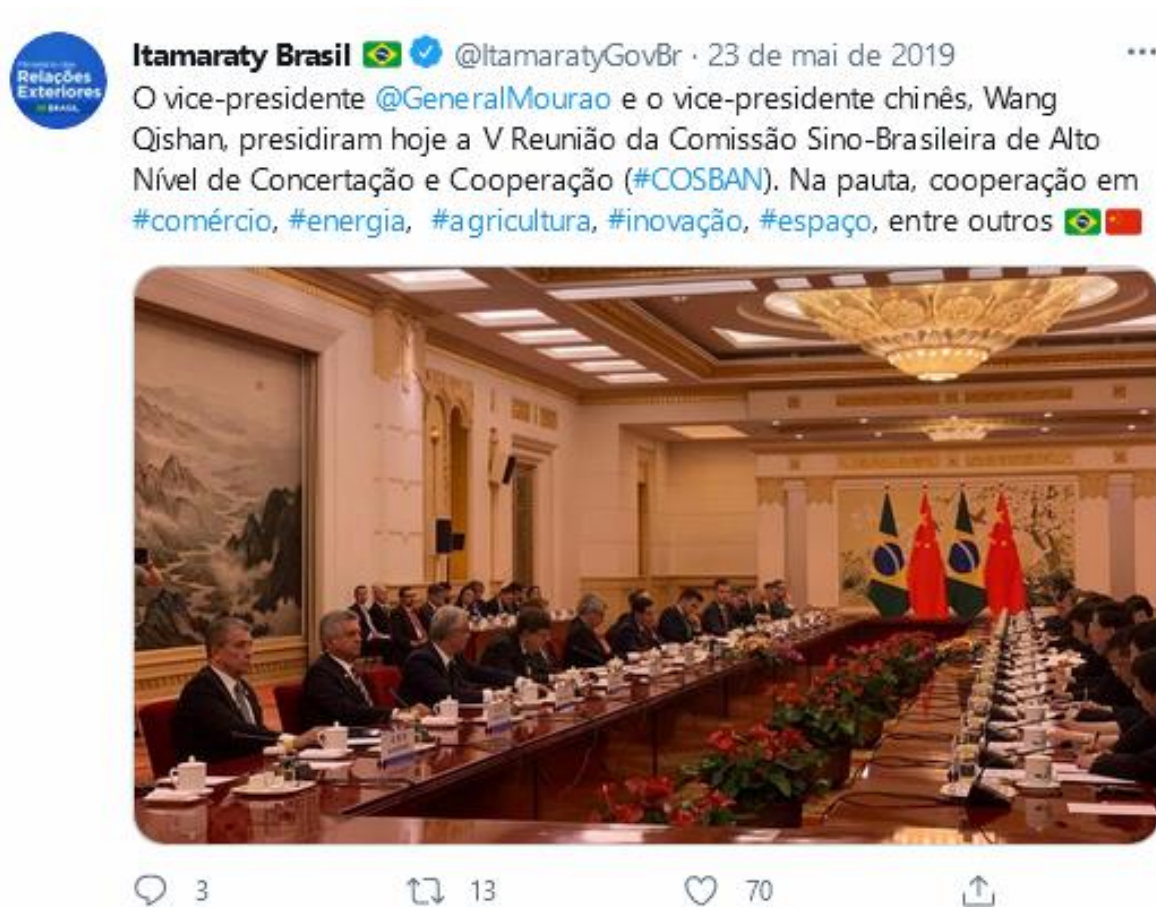 Itamaraty Brasil @ItamaratyGovBr · 23 de mai de 2019
Relações
Exteriores
BRASIL
O vice-presidente @GeneralMourao e o vice-presidente chinês, Wang
Qishan, presidiram hoje a V Reunião da Comissão Sino-Brasileira de Alto
Nível de Concertação e Cooperação (#COSBAN). Na pauta, cooperação em
#comércio, #energia, #agricultura, #inovação, #espaço, entre outros
3 13 70